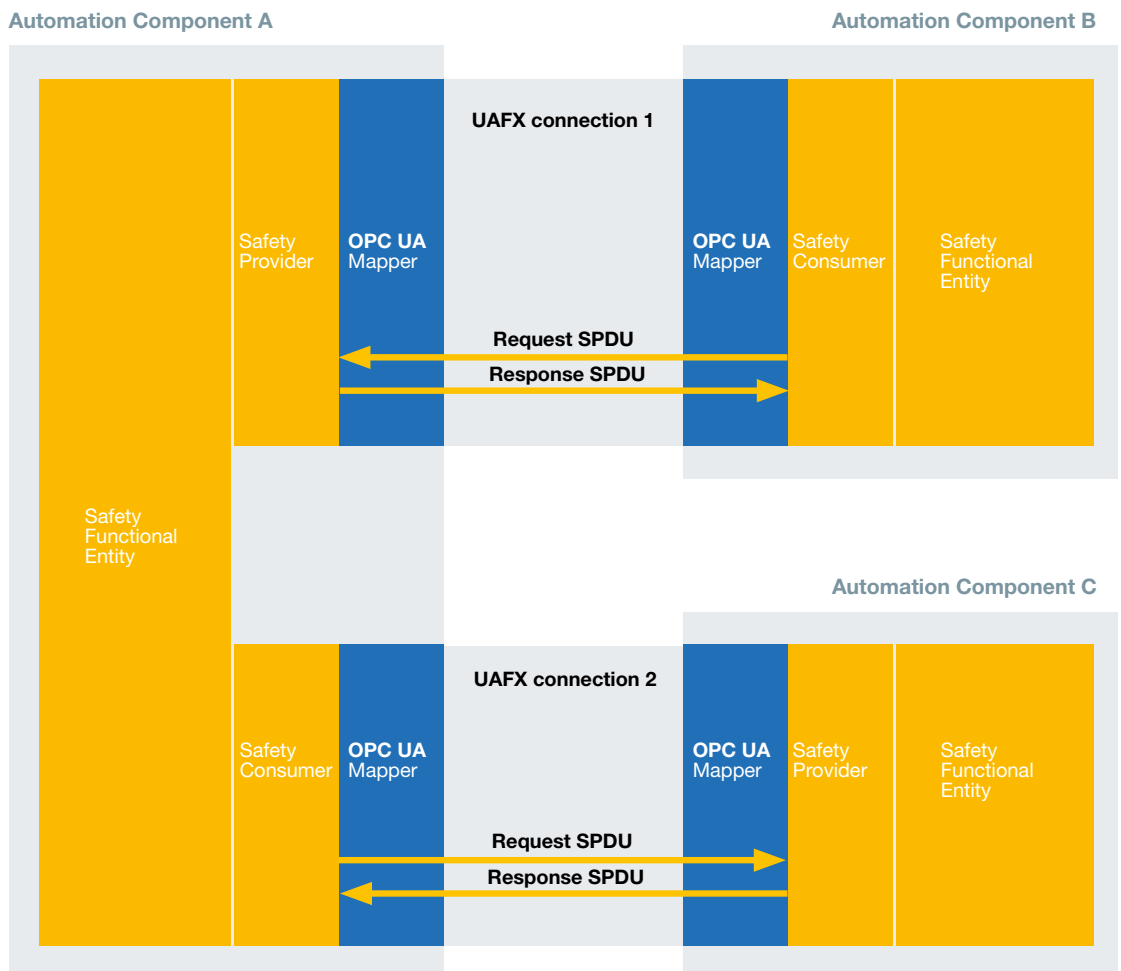 Automation Component A
Automation Component B
UAFX connection 1
Safety
Provider
OPC UA
Mapper
OPC UA
Mapper
Safety
Consumer
Safety
Functional
Entity
Request SPDU
Response SPDU
Safety
Functional
Entity
Automation Component C
UAFX connection 2
Safety
Consumer
OPC UA
Mapper
OPC UA
Mapper
Safety
Provider
Safety
Functional
Entity
Request SPDU
Response SPDU